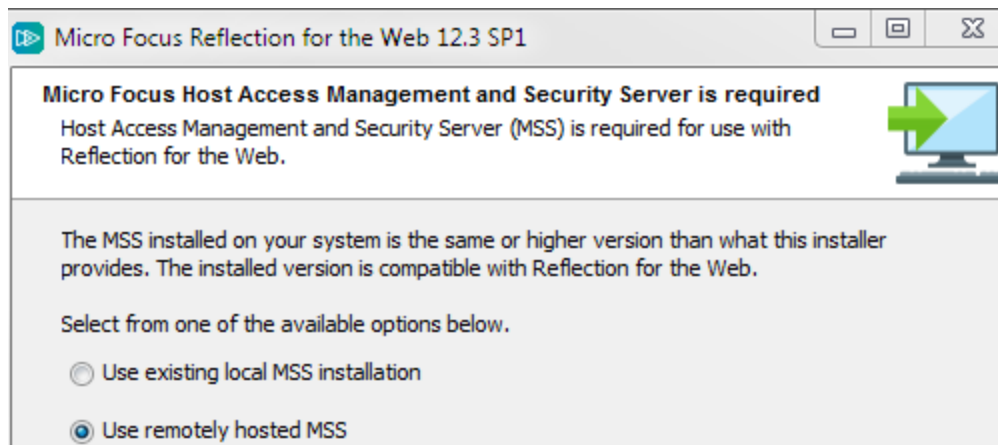 Micro Focus Reflection for the Web 12.3 SP1
Micro Focus Host Access Management and Security Server is required
Host Access Management and Security Server (MSS) is required for use with
Reflection for the Web.
The MSS installed on your system is the same or higher version than what this installer
provides. The installed version is compatible with Reflection for the Web.
Select from one of the available options below.
Use existing local MSS installation
Use remotely hosted MSS